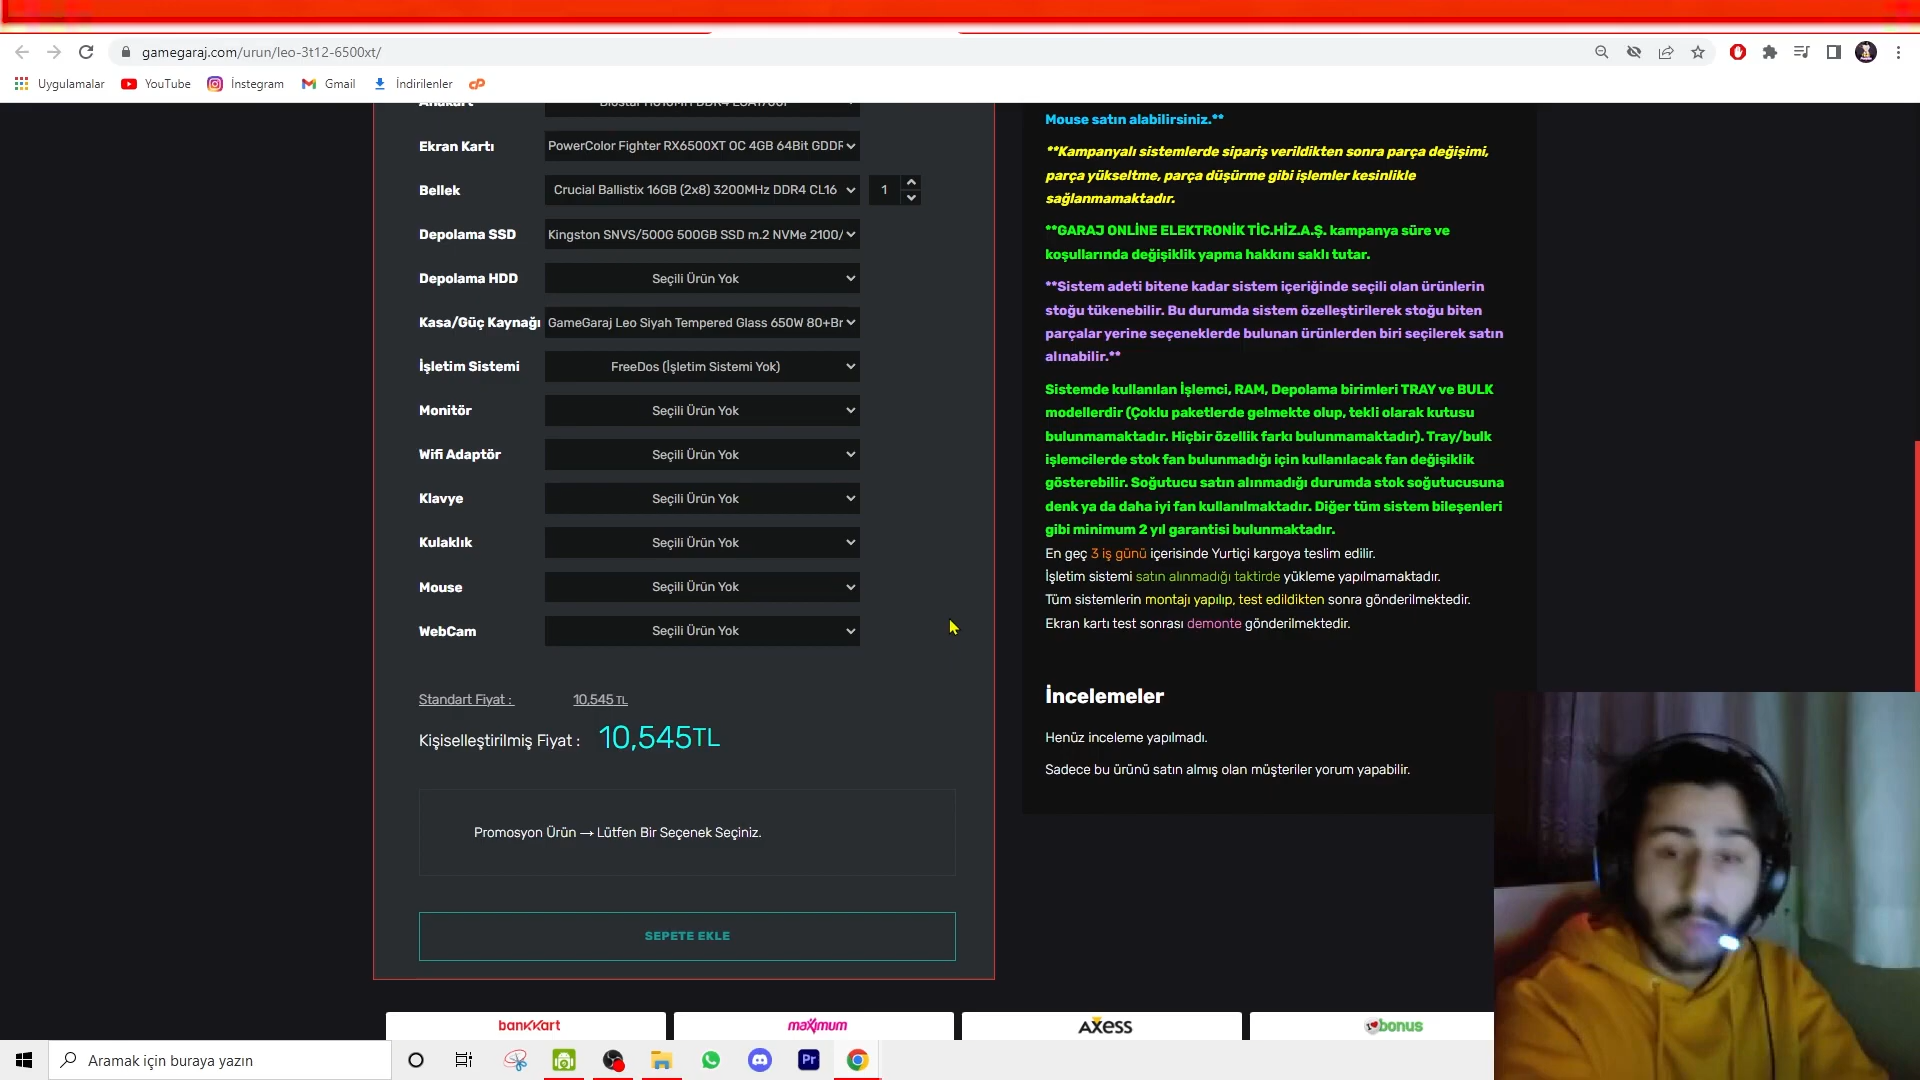 gamegaraj.com/urun/leo-3t12-6500xt/
Uygulamalar
YouTube
İnstegram
Gmail
İndirilenler
Anakart
Biostar H610MH DDR4 LGA1700P
Ekran Kartı
PowerColor Fighter RX6500XT OC 4GB 64Bit GDDR
Bellek
Crucial Ballistix 16GB (2x8) 3200MHz DDR4 CL16
1
Depolama SSD
Kingston SNVS/500G 500GB SSD m.2 NVMe 2100/
Depolama HDD
Seçili Ürün Yok
Kasa/Güç Kaynağı
GameGaraj Leo Siyah Tempered Glass 650W 80+Br
İşletim Sistemi
FreeDos (İşletim Sistemi Yok)
Monitör
Seçili Ürün Yok
Wifi Adaptör
Seçili Ürün Yok
Klavye
Seçili Ürün Yok
Kulaklık
Seçili Ürün Yok
Mouse
Seçili Ürün Yok
WebCam
Seçili Ürün Yok
Standart Fiyat :
10,545 TL
Kişiselleştirilmiş Fiyat :
10,545TL
Promosyon Ürün → Lütfen Bir Seçenek Seçiniz.
SEPETE EKLE
Mouse satın alabilirsiniz.**
**Kampanyalı sistemlerde sipariş verildikten sonra parça değişimi,
parça yükseltme, parça düşürme gibi işlemler kesinlikle
sağlanmamaktadır.
**GARAJ ONLİNE ELEKTRONİK TİC.HİZ.A.Ş. kampanya süre ve
koşullarında değişiklik yapma hakkını saklı tutar.
**Sistem adeti bitene kadar sistem içeriğinde seçili olan ürünlerin
stoğu tükenebilir. Bu durumda sistem özelleştirilerek stoğu biten
parçalar yerine seçeneklerde bulunan ürünlerden biri seçilerek satın
alınabilir.**
Sistemde kullanılan İşlemci, RAM, Depolama birimleri TRAY ve BULK
modellerdir (Çoklu paketlerde gelmekte olup, tekli olarak kutusu
bulunmamaktadır. Hiçbir özellik farkı bulunmamaktadır). Tray/bulk
işlemcilerde stok fan bulunmadığı için kullanılacak fan değişiklik
gösterebilir. Soğutucu satın alınmadığı durumda stok soğutucusuna
denk ya da daha iyi fan kullanılmaktadır. Diğer tüm sistem bileşenleri
gibi minimum 2 yıl garantisi bulunmaktadır.
En geç 3 iş günü içerisinde Yurtiçi kargoya teslim edilir.
İşletim sistemi satın alınmadığı taktirde yükleme yapılmamaktadır.
Tüm sistemlerin montajı yapılıp, test edildikten sonra gönderilmektedir.
Ekran kartı test sonrası demonte gönderilmektedir.
İncelemeler
Henüz inceleme yapılmadı.
Sadece bu ürünü satın almış olan müşteriler yorum yapabilir.
bankkart
maximum
AXESS
bonus
Aramak için buraya yazın
Pr